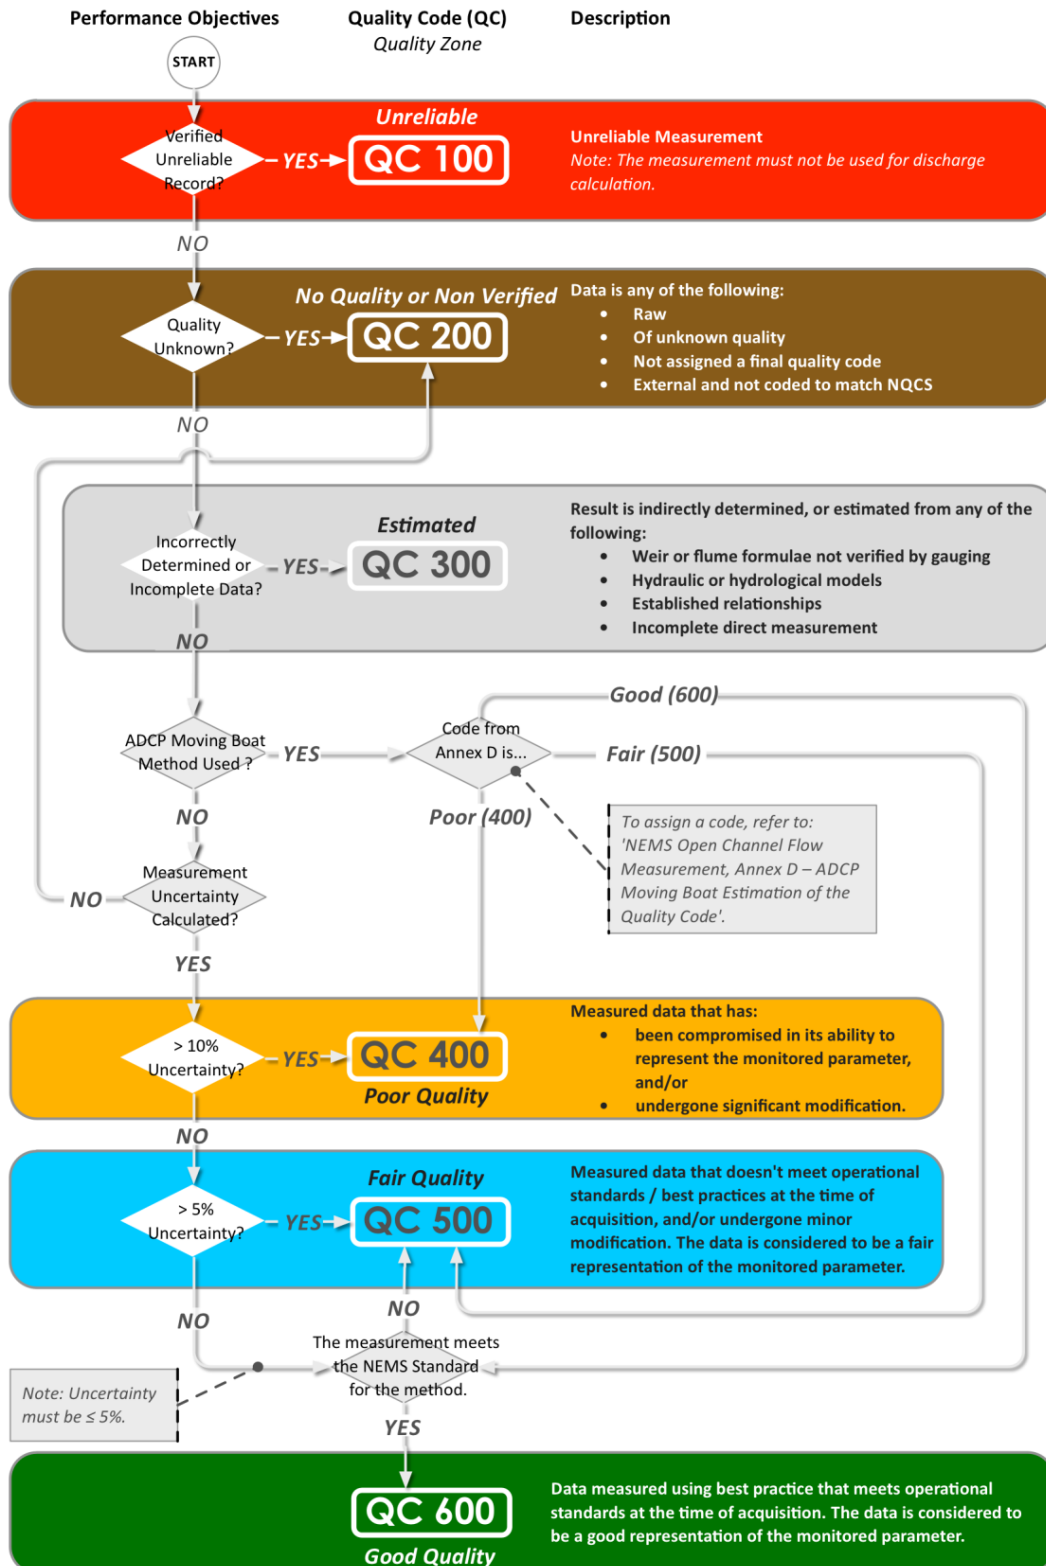 Performance Objectives
Quality Code (QC)
Quality Zone
Description
START
Verified
Unreliable
Record?
YES
Unreliable
QC 100
Unreliable Measurement
Note: The measurement must not be used for discharge
calculation.
NO
Quality
Unknown?
YES
No Quality or Non Verified
QC 200
Data is any of the following:
• Raw
• Of unknown quality
• Not assigned a final quality code
• External and not coded to match NQCS
NO
Incorrectly
Determined or
Incomplete Data?
YES
Estimated
QC 300
Result is indirectly determined, or estimated from any of the
following:
• Weir or flume formulae not verified by gauging
• Hydraulic or hydrological models
• Established relationships
• Incomplete direct measurement
NO
ADCP Moving Boat
Method Used ?
YES
Code from
Annex D is...
Good (600)
Fair (500)
Poor (400)
To assign a code, refer to:
'NEMS Open Channel Flow
Measurement, Annex D – ADCP
Moving Boat Estimation of the
Quality Code'.
NO
Measurement
Uncertainty
Calculated?
NO
YES
> 10%
Uncertainty?
YES
QC 400
Poor Quality
Measured data that has:
• been compromised in its ability to
represent the monitored parameter,
and/or
• undergone significant modification.
NO
> 5%
Uncertainty?
YES
Fair Quality
QC 500
Measured data that doesn't meet operational
standards / best practices at the time of
acquisition, and/or undergone minor
modification. The data is considered to be a fair
representation of the monitored parameter.
NO
NO
The measurement meets
the NEMS Standard
for the method.
Note: Uncertainty
must be ≤ 5%.
YES
QC 600
Good Quality
Data measured using best practice that meets operational
standards at the time of acquisition. The data is considered to
be a good representation of the monitored parameter.